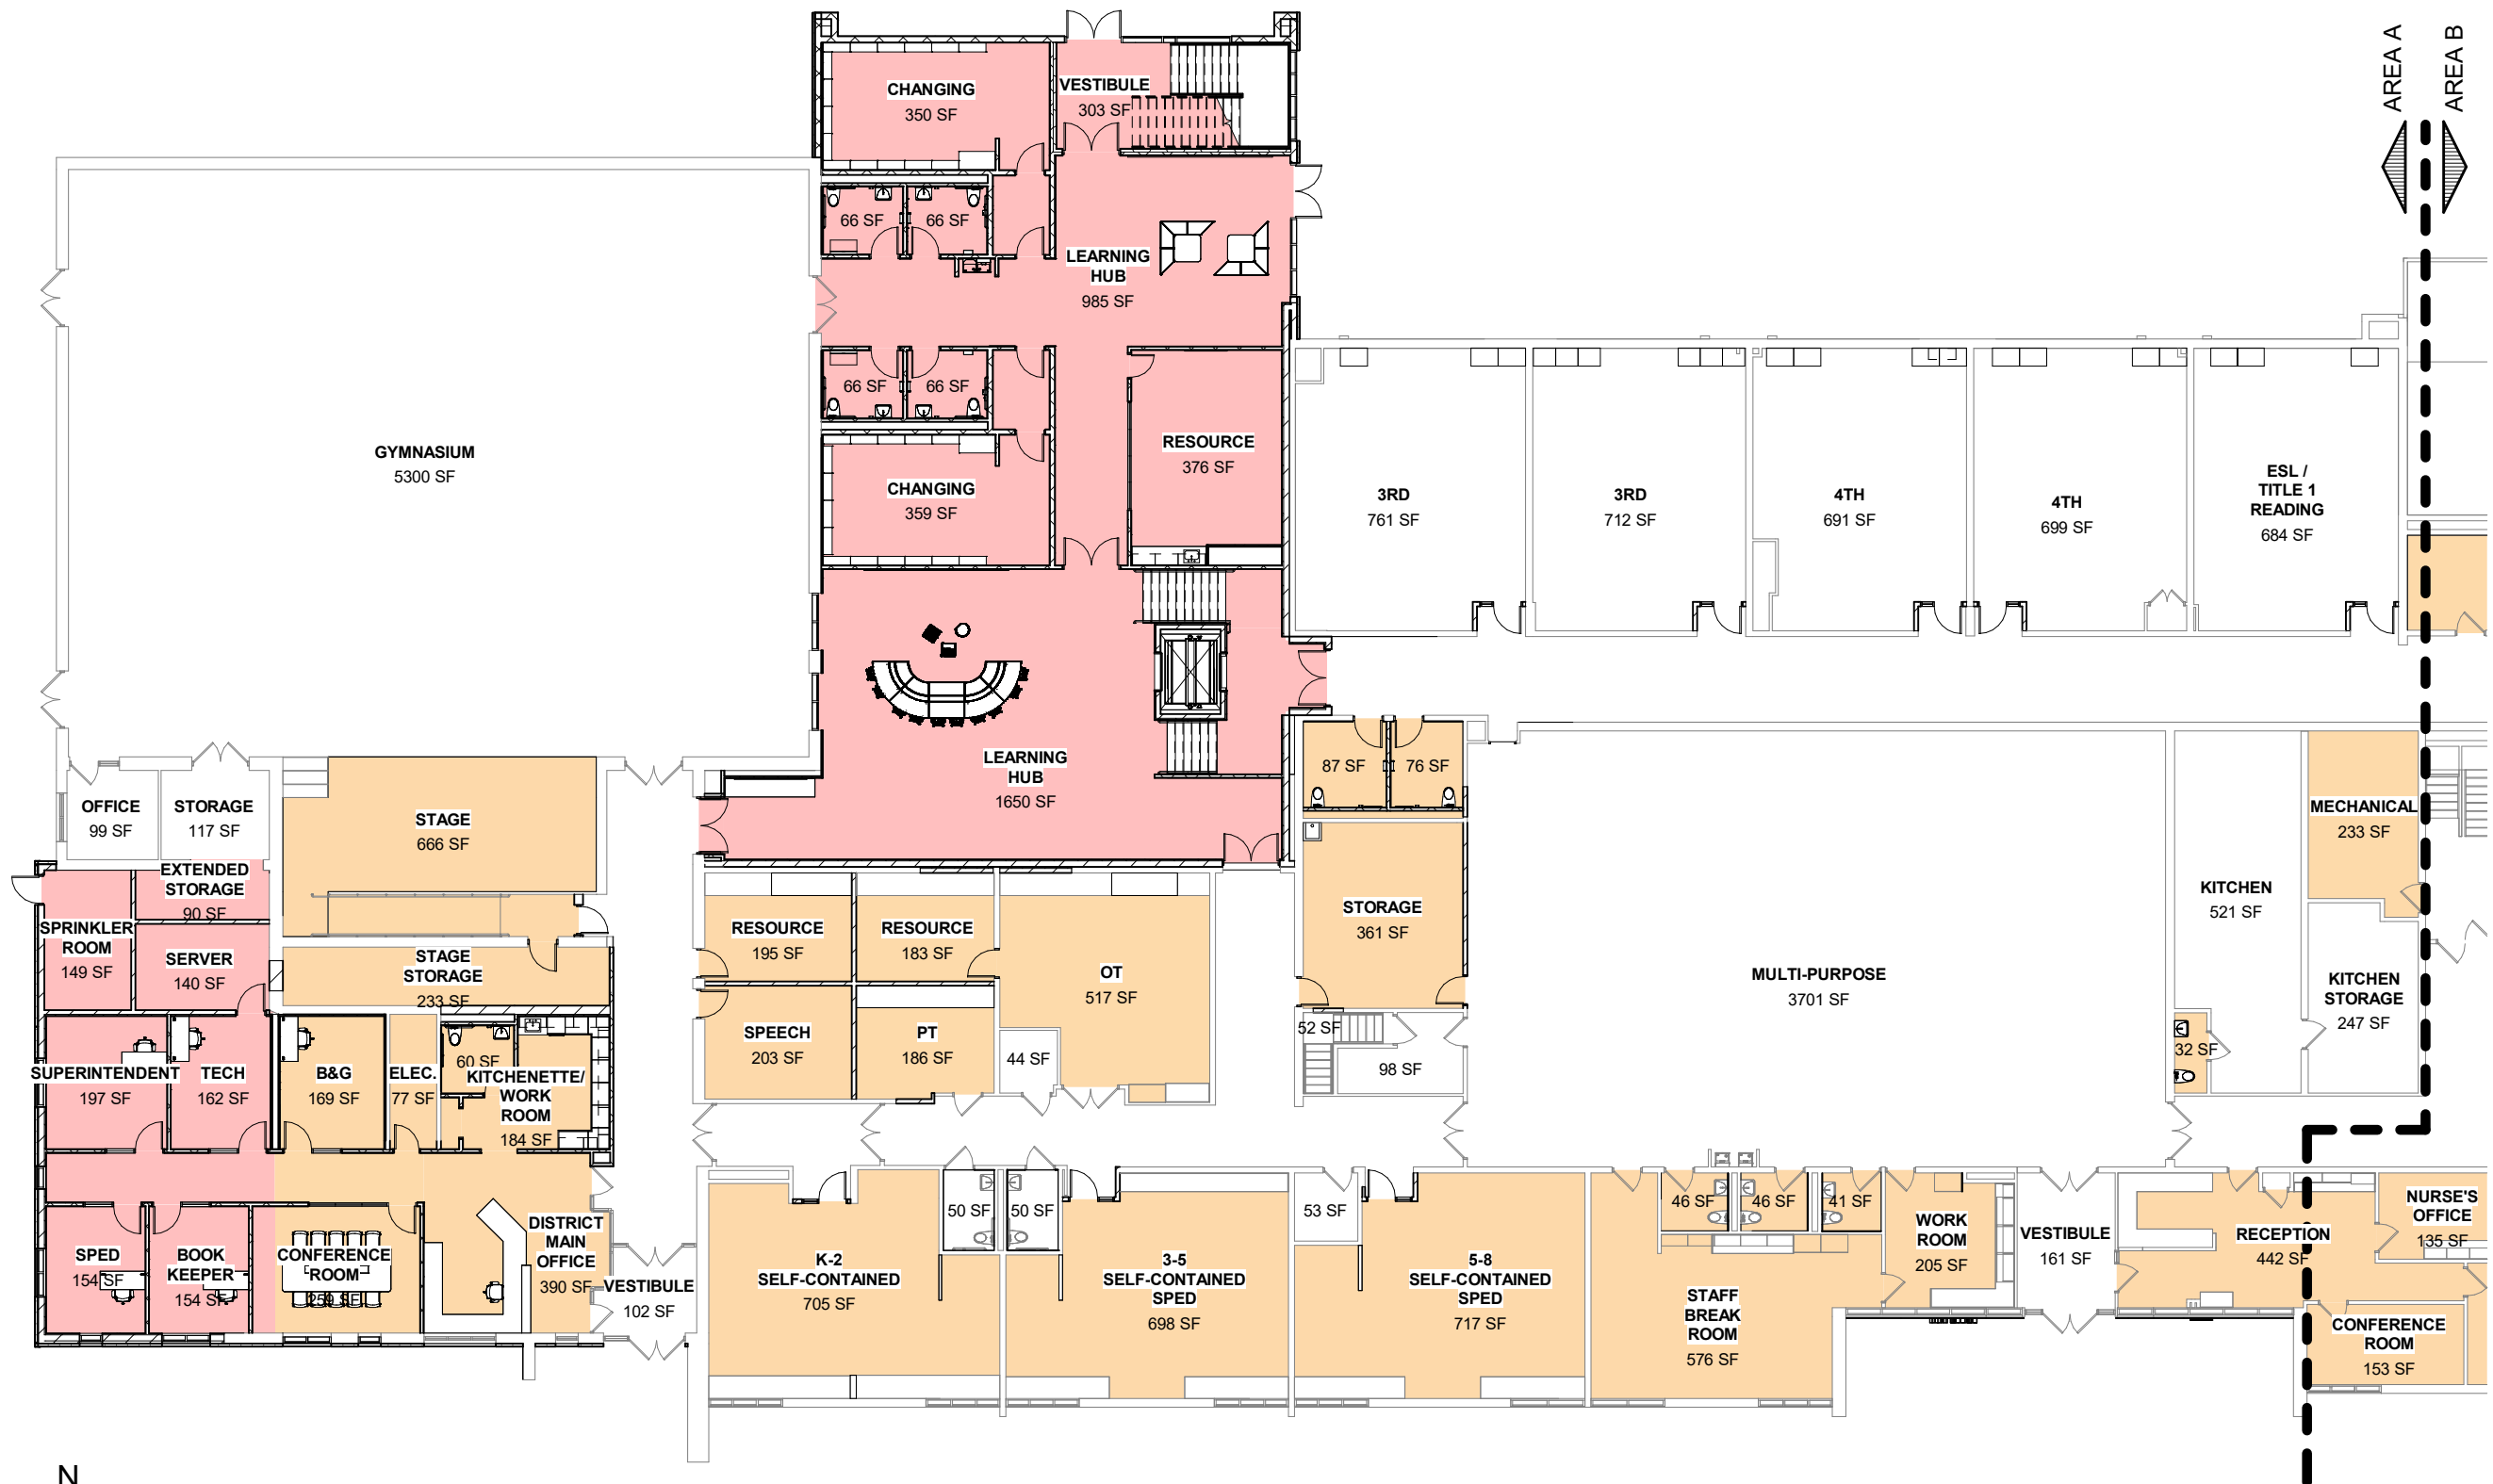 AREA A
AREA B
CHANGING
350 SF
VESTIBULE
303 SF
66 SF
66 SF
LEARNING
HUB
985 SF
66 SF
66 SF
GYMNASIUM
5300 SF
CHANGING
359 SF
RESOURCE
376 SF
3RD
761 SF
3RD
712 SF
4TH
691 SF
4TH
699 SF
ESL /
TITLE 1
READING
684 SF
LEARNING
HUB
1650 SF
87 SF
76 SF
OFFICE
99 SF
STORAGE
117 SF
STAGE
666 SF
MECHANICAL
233 SF
EXTENDED
STORAGE
90 SF
SPRINKLER
ROOM
149 SF
SERVER
140 SF
STAGE
STORAGE
233 SF
RESOURCE
195 SF
RESOURCE
183 SF
OT
517 SF
STORAGE
361 SF
MULTI-PURPOSE
3701 SF
KITCHEN
521 SF
KITCHEN
STORAGE
247 SF
SUPERINTENDENT
197 SF
TECH
162 SF
B&G
169 SF
ELEC.
77 SF
60 SF
KITCHENETTE/
WORK
ROOM
184 SF
SPEECH
203 SF
PT
186 SF
44 SF
52 SF
98 SF
32 SF
SPED
154 SF
BOOK
KEEPER
154 SF
CONFERENCE
ROOM
259 SF
DISTRICT
MAIN
OFFICE
390 SF
VESTIBULE
102 SF
K-2
SELF-CONTAINED
705 SF
50 SF
50 SF
3-5
SELF-CONTAINED
SPED
698 SF
53 SF
5-8
SELF-CONTAINED
SPED
717 SF
46 SF
46 SF
41 SF
STAFF
BREAK
ROOM
576 SF
WORK
ROOM
205 SF
VESTIBULE
161 SF
RECEPTION
442 SF
NURSE'S
OFFICE
135 SF
CONFERENCE
ROOM
153 SF
N